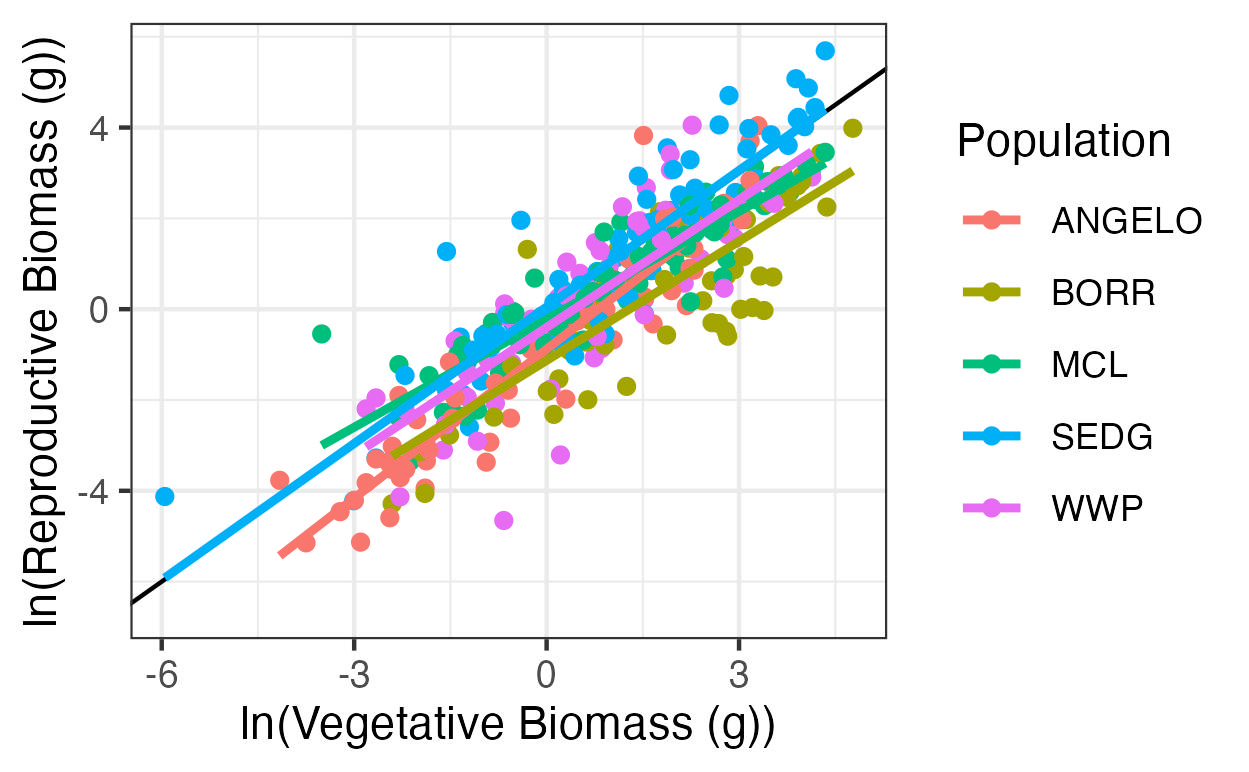 ln(Reproductive Biomass (g))
4
0
-4
-6 -3 0 3
ln(Vegetative Biomass (g))
Population
ANGELO
BORR
MCL
SEDG
WWP